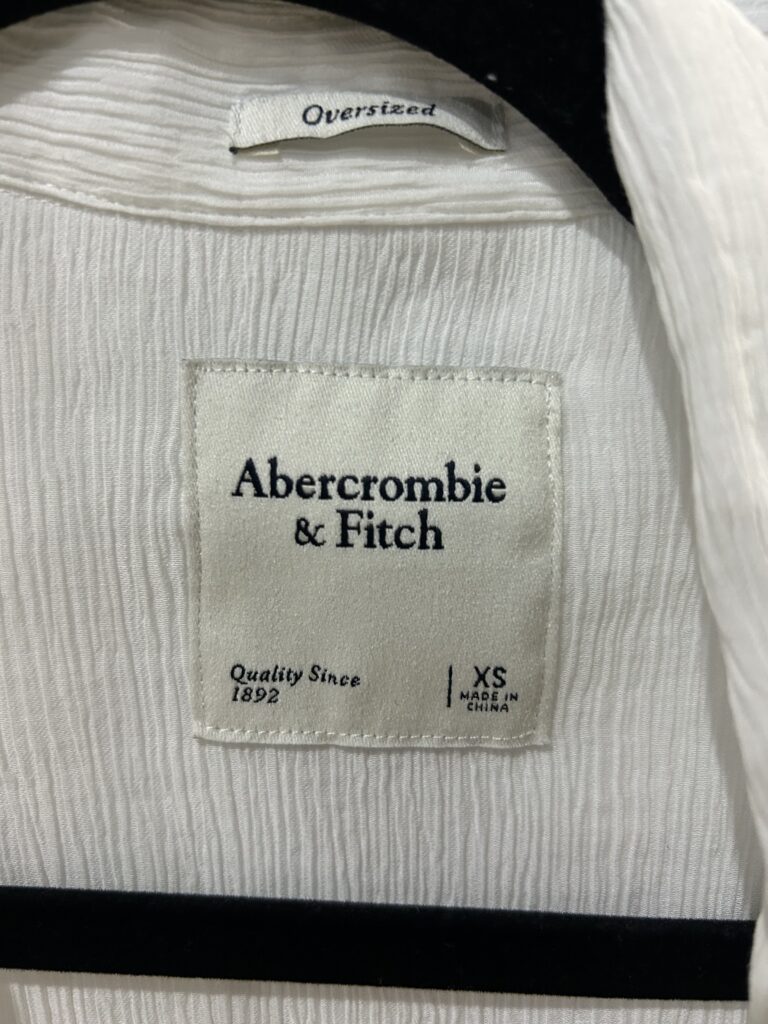 Oversized
Abercrombie
& Fitch
Quality Since
1892
XS
MADE IN
CHINA